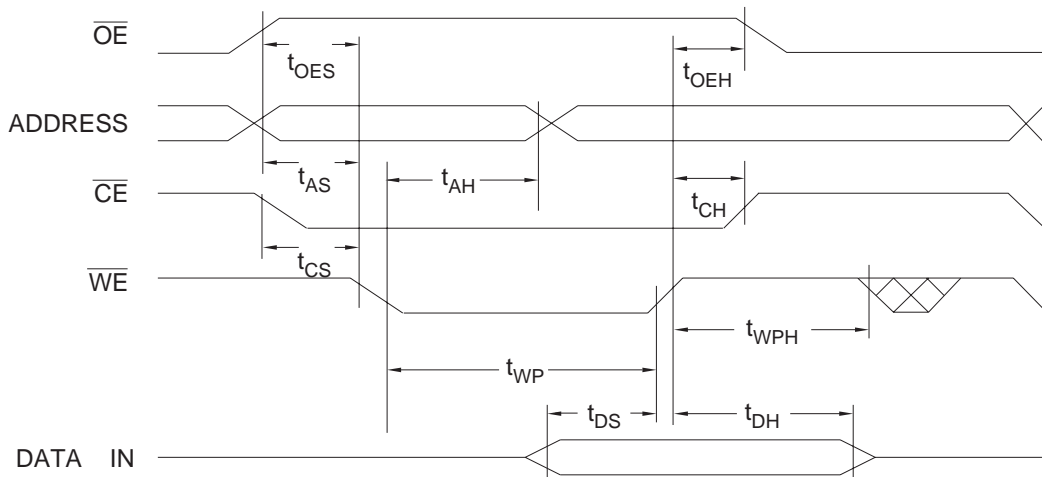 OE
tOES
tOEH
ADDRESS
tAS
tAH
CE
tCH
tCS
WE
tWPH
tWP
tDS
tDH
DATA IN